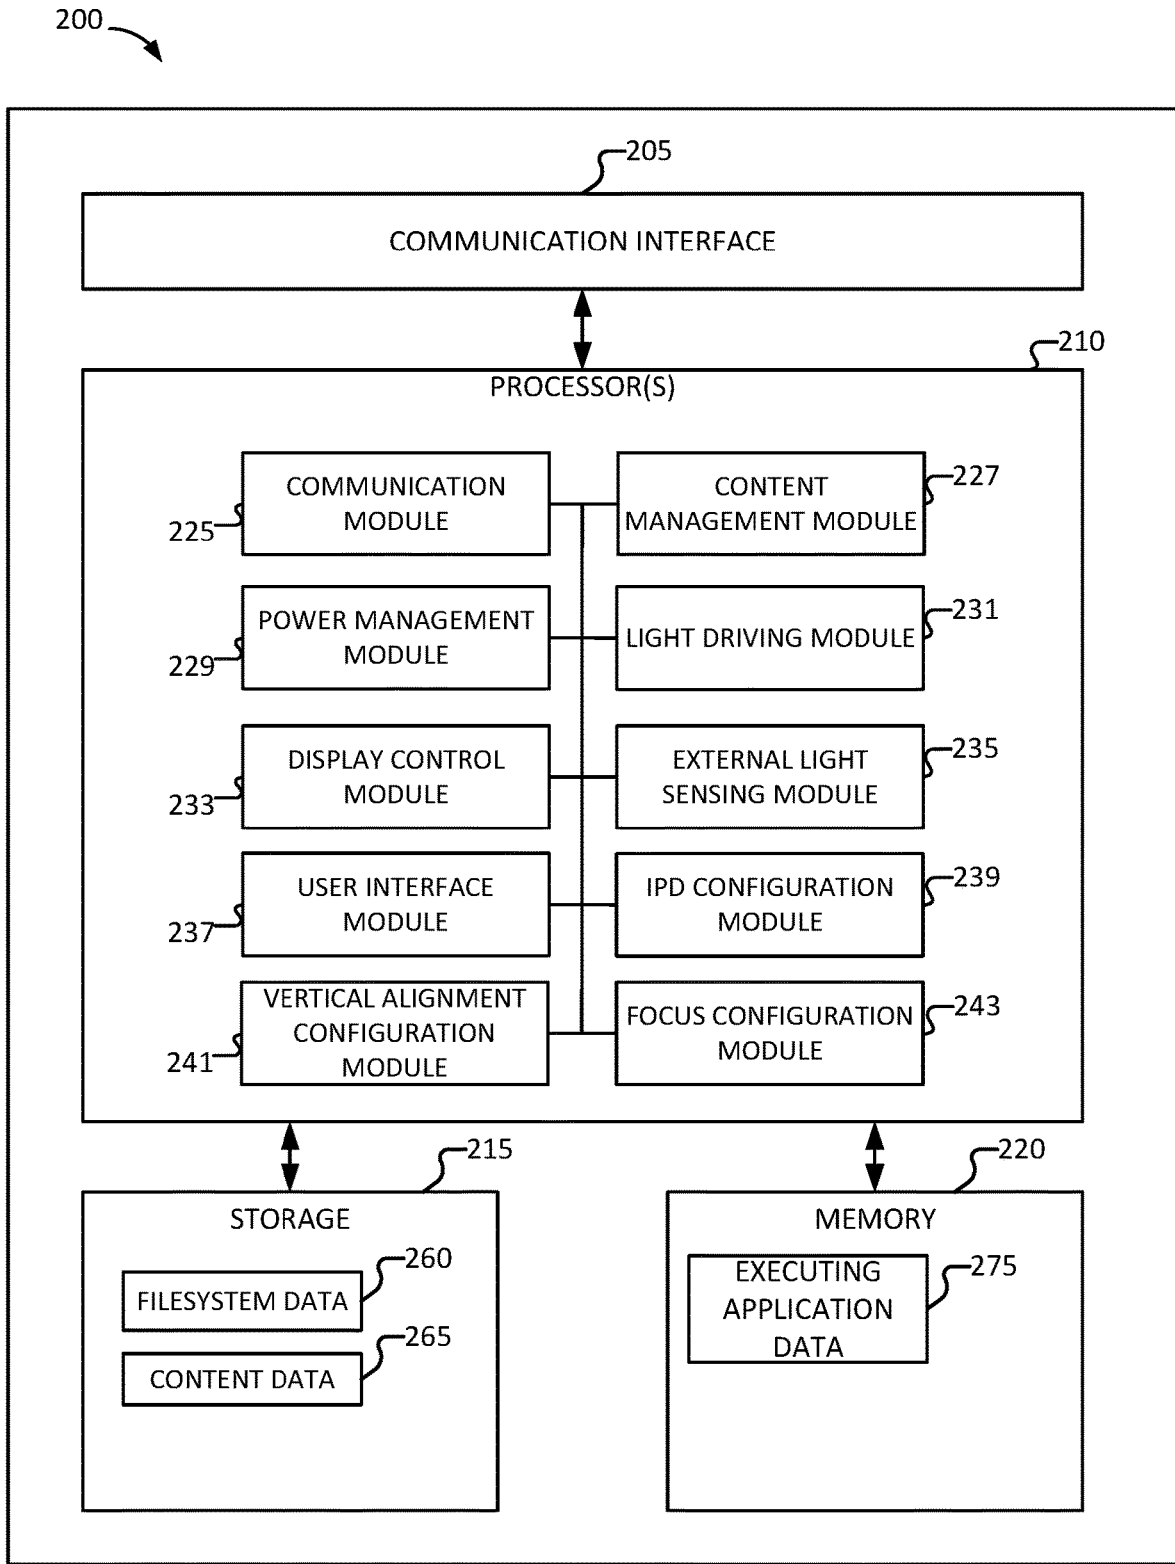 200
205
COMMUNICATION INTERFACE
210
PROCESSOR(S)
COMMUNICATION
MODULE
225
CONTENT
MANAGEMENT MODULE
227
POWER MANAGEMENT
MODULE
229
LIGHT DRIVING MODULE
231
DISPLAY CONTROL
MODULE
233
EXTERNAL LIGHT
SENSING MODULE
235
USER INTERFACE
MODULE
237
IPD CONFIGURATION
MODULE
239
VERTICAL ALIGNMENT
CONFIGURATION
MODULE
241
FOCUS CONFIGURATION
MODULE
243
215
STORAGE
FILESYSTEM DATA
260
CONTENT DATA
265
220
MEMORY
EXECUTING
APPLICATION
DATA
275